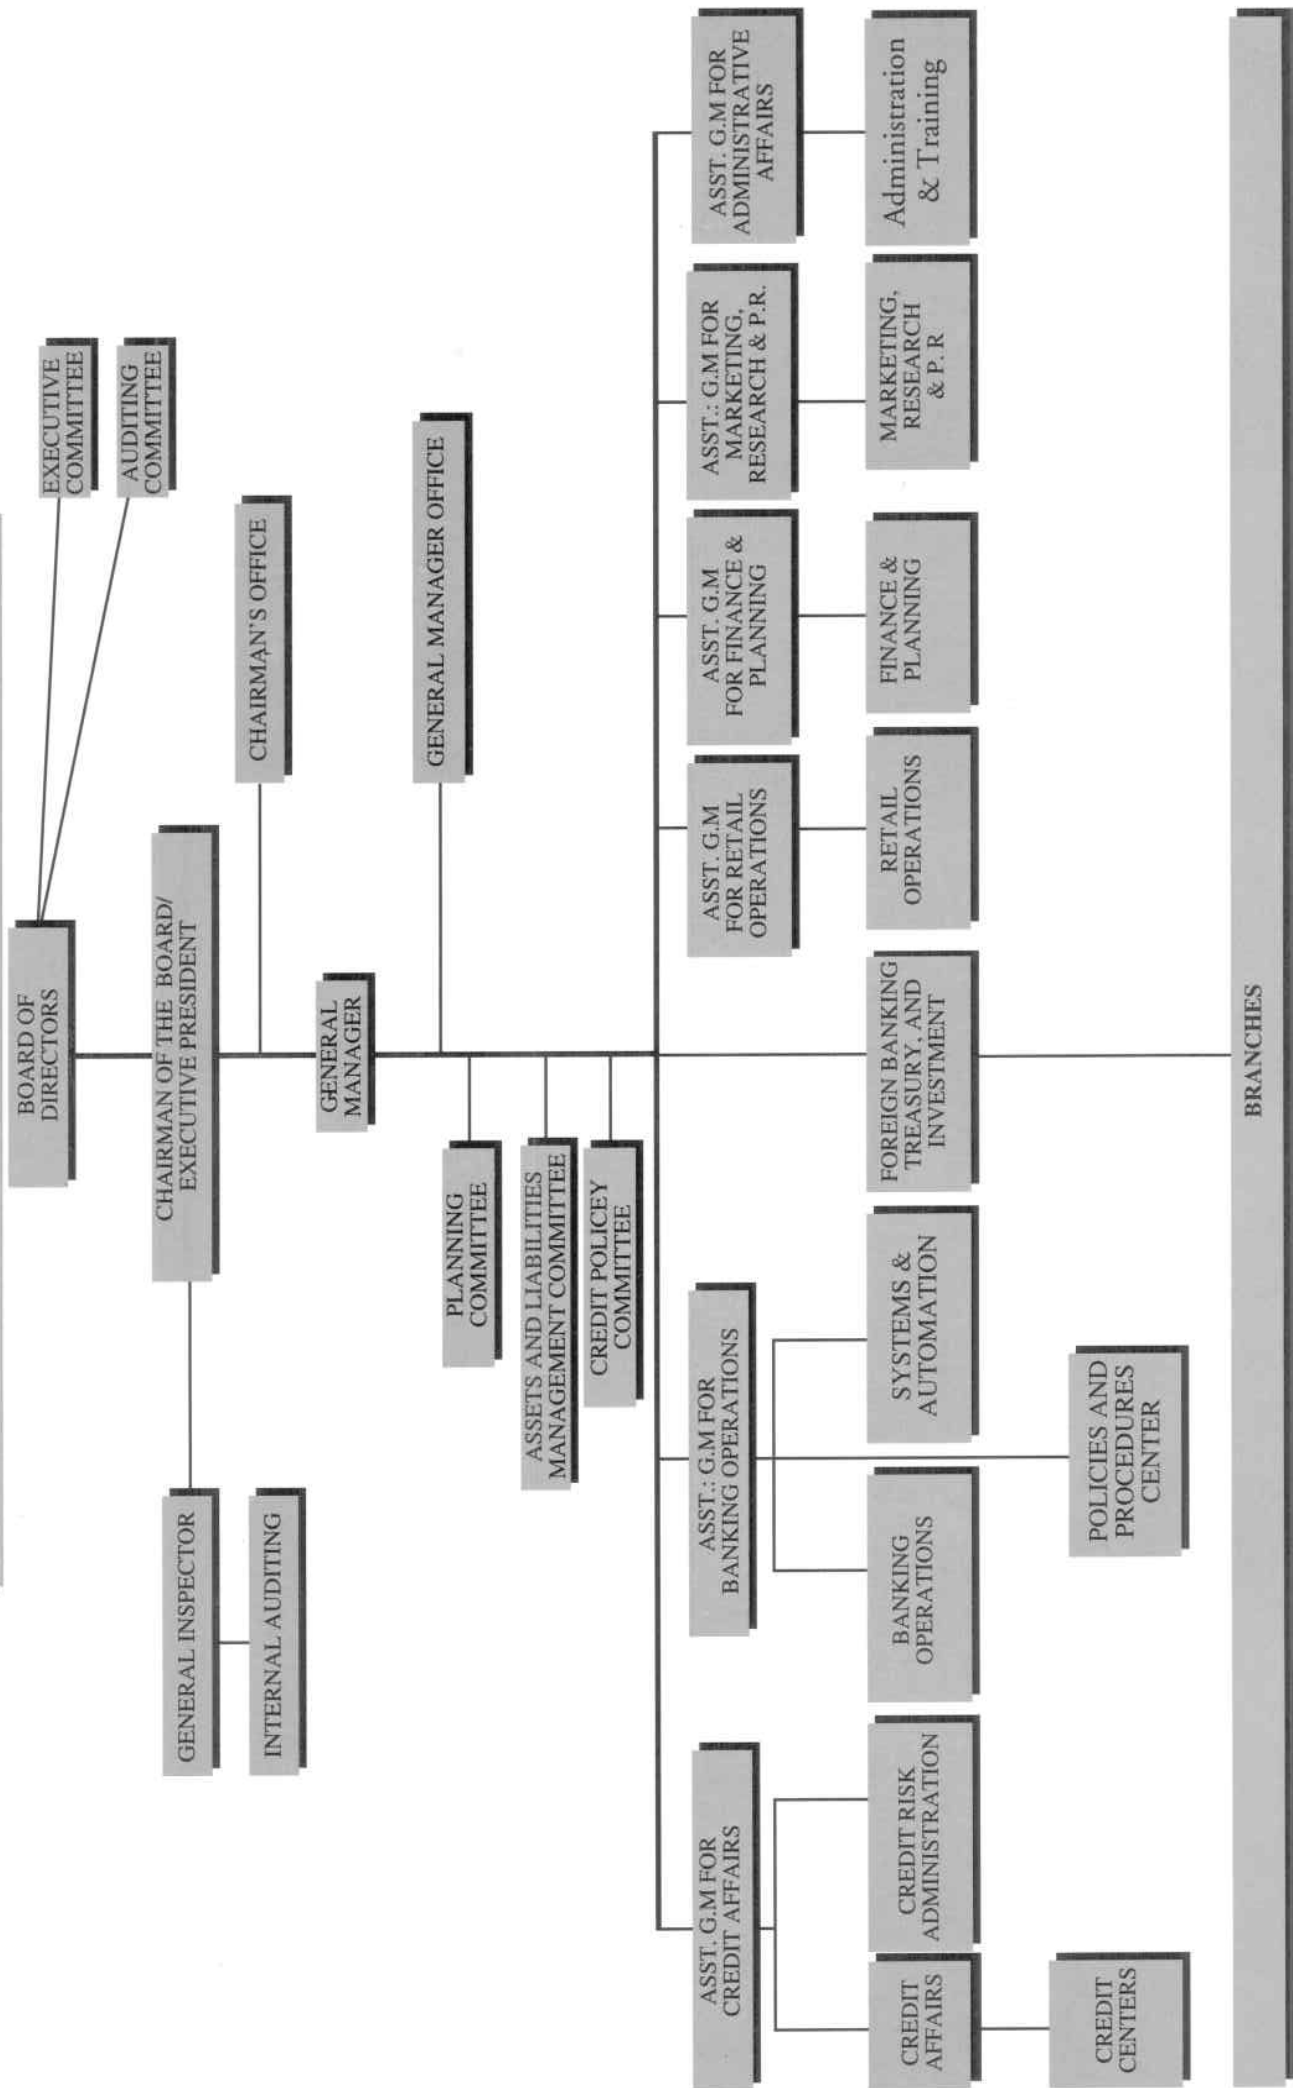 BOARD OF
DIRECTORS
EXECUTIVE
COMMITTEE
AUDITING
COMMITTEE
CHAIRMAN OF THE BOARD/
EXECUTIVE PRESIDENT
CHAIRMAN'S OFFICE
GENERAL INSPECTOR
INTERNAL AUDITING
GENERAL
MANAGER
GENERAL MANAGER OFFICE
PLANNING
COMMITTEE
ASSETS AND LIABILITIES
MANAGEMENT COMMITTEE
CREDIT POLICEY
COMMITTEE
ASST. G.M FOR
CREDIT AFFAIRS
ASST.: G.M FOR
BANKING OPERATIONS
ASST. G.M
FOR RETAIL
OPERATIONS
ASST. G.M
FOR FINANCE &
PLANNING
ASST.: G.M FOR
MARKETING,
RESEARCH & P.R.
ASST. G.M FOR
ADMINISTRATIVE
AFFAIRS
CREDIT
AFFAIRS
CREDIT RISK
ADMINISTRATION
BANKING
OPERATIONS
SYSTEMS &
AUTOMATION
FOREIGN BANKING
TREASURY, AND
INVESTMENT
RETAIL
OPERATIONS
FINANCE &
PLANNING
MARKETING,
RESEARCH
& P. R
Administration
& Training
CREDIT
CENTERS
POLICIES AND
PROCEDURES
CENTER
BRANCHES